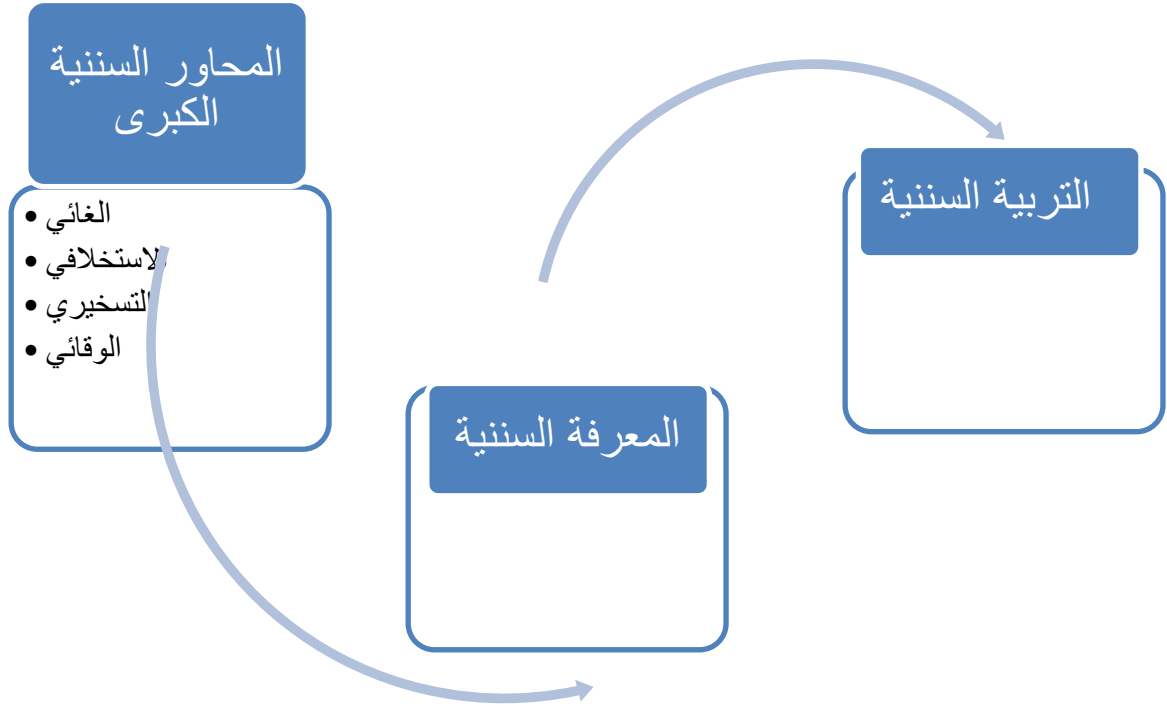 المحاور السننية
الكبرى
• الغائي
• الاستخلافي
• التسخيري
• الوقائي
المعرفة السننية
التربية السننية